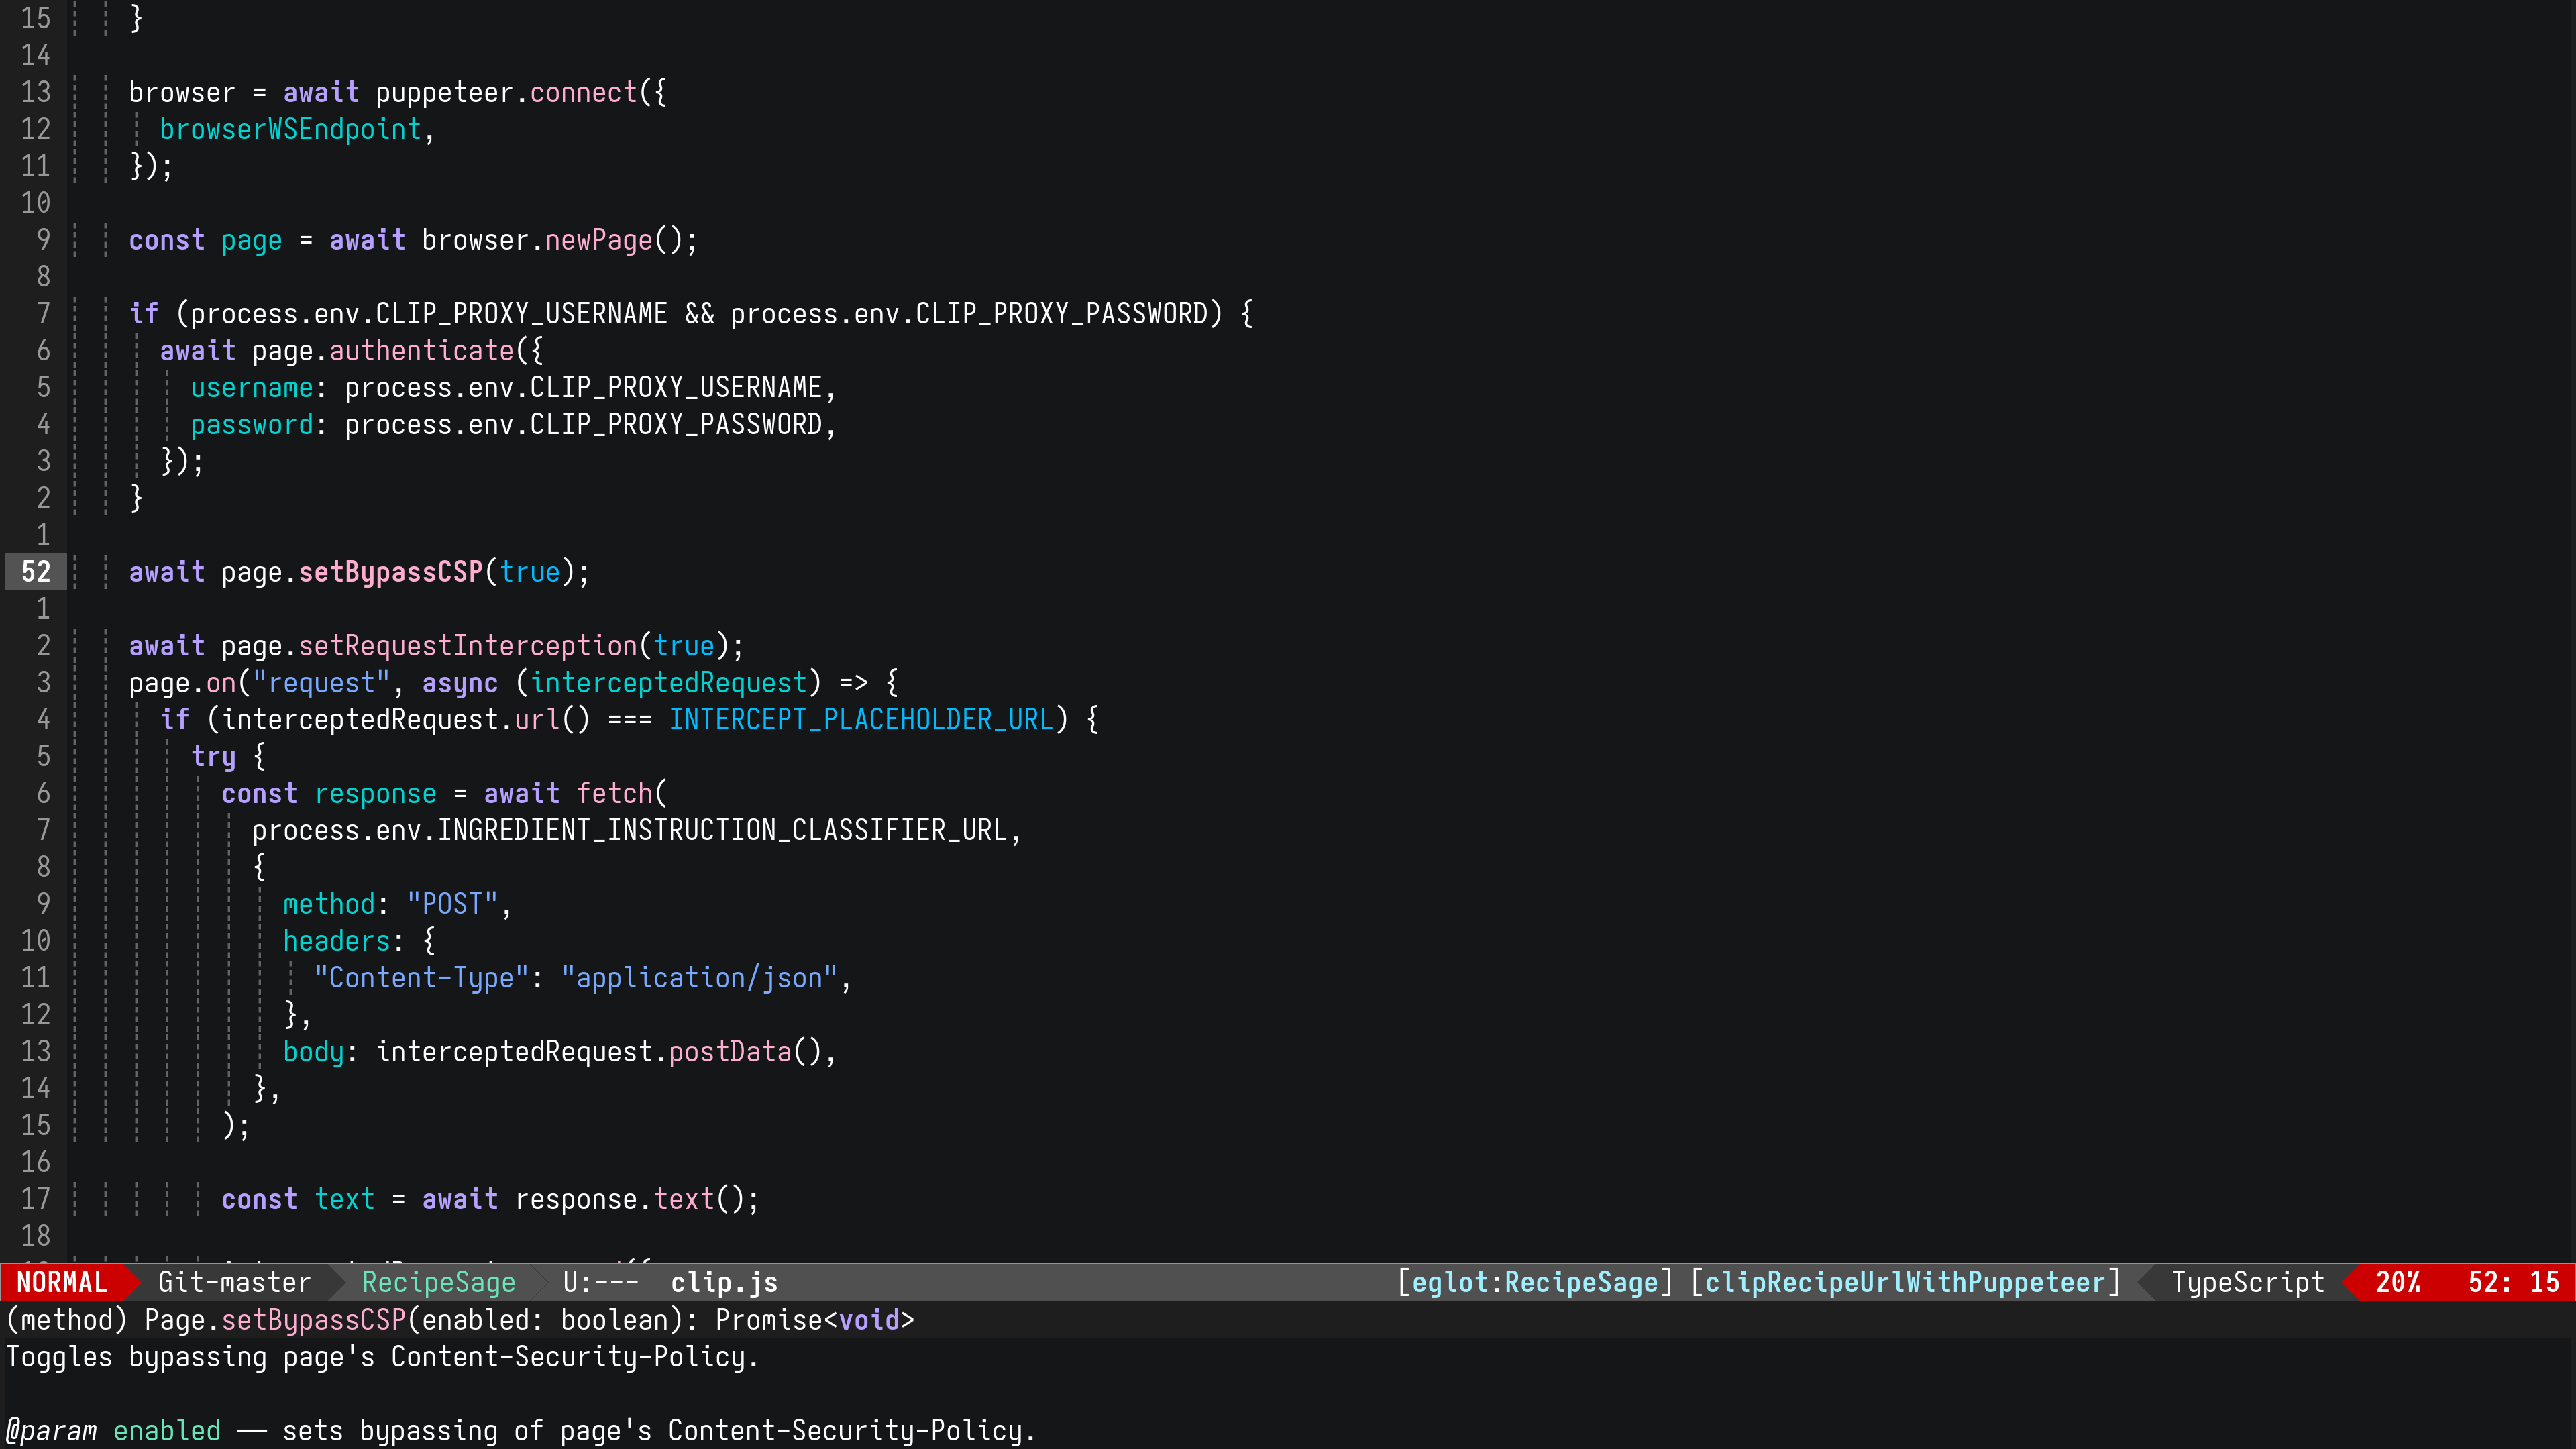 15 }
14
13 browser = await puppeteer.connect({
12 browserWSEndpoint,
11 });
10
9 const page = await browser.newPage();
8
7 if (process.env.CLIP_PROXY_USERNAME && process.env.CLIP_PROXY_PASSWORD) {
6 await page.authenticate({
5 username: process.env.CLIP_PROXY_USERNAME,
4 password: process.env.CLIP_PROXY_PASSWORD,
3 });
2 }
1
52 await page.setBypassCSP(true);
1
2 await page.setRequestInterception(true);
3 page.on("request", async (interceptedRequest) => {
4 if (interceptedRequest.url() === INTERCEPT_PLACEHOLDER_URL) {
5 try {
6 const response = await fetch(
7 process.env.INGREDIENT_INSTRUCTION_CLASSIFIER_URL,
8 {
9 method: "POST",
10 headers: {
11 "Content-Type": "application/json",
12 },
13 body: interceptedRequest.postData(),
14 },
15 );
16
17 const text = await response.text();
18
NORMAL Git-master RecipeSage U:--- clip.js [eglot:RecipeSage] [clipRecipeUrlWithPuppeteer] TypeScript 20% 52: 15
(method) Page.setBypassCSP(enabled: boolean): Promise<void>
Toggles bypassing page's Content-Security-Policy.
@param enabled — sets bypassing of page's Content-Security-Policy.